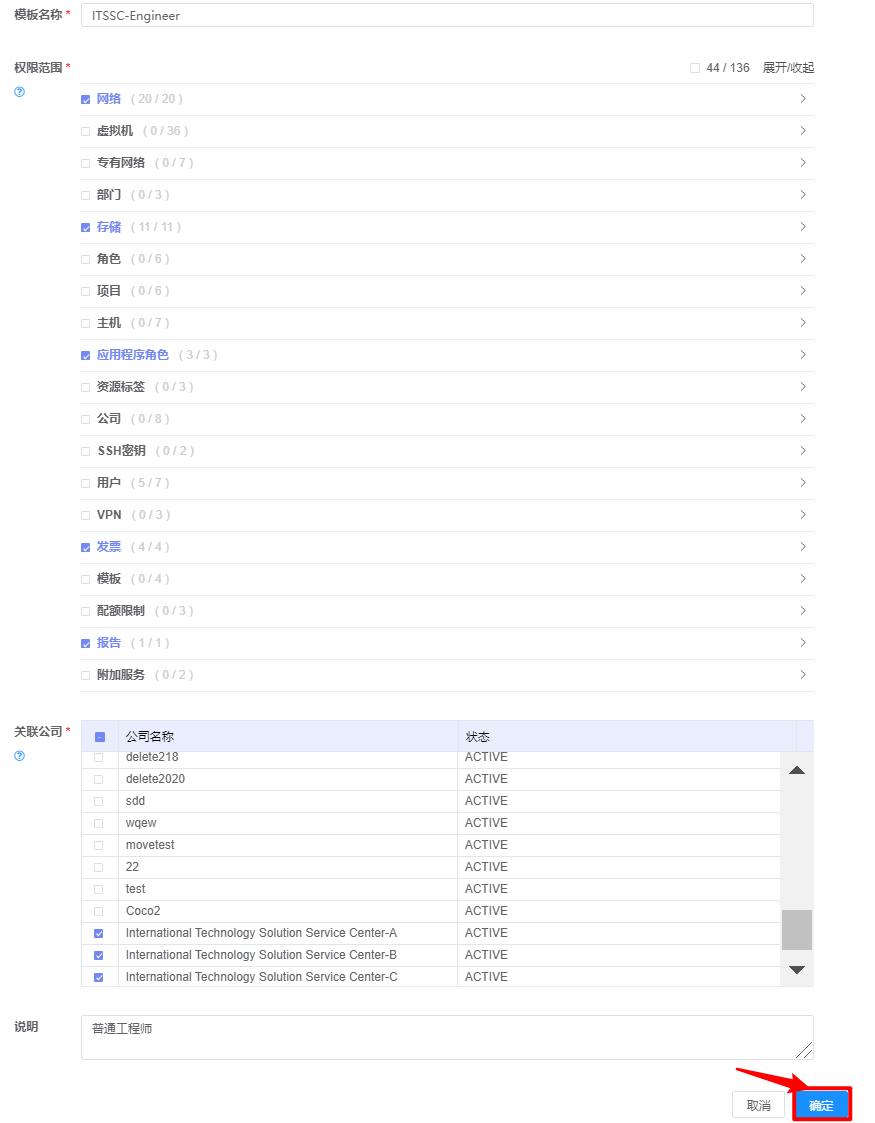 模板名称 * ITSSC-Engineer
权限范围 * 44 / 136 展开/收起
网络 ( 20 / 20 )
虚拟机 ( 0 / 36 )
专有网络 ( 0 / 7 )
部门 ( 0 / 3 )
存储 ( 11 / 11 )
角色 ( 0 / 6 )
项目 ( 0 / 6 )
主机 ( 0 / 7 )
应用程序角色 ( 3 / 3 )
资源标签 ( 0 / 3 )
公司 ( 0 / 8 )
SSH密钥 ( 0 / 2 )
用户 ( 5 / 7 )
VPN ( 0 / 3 )
发票 ( 4 / 4 )
模板 ( 0 / 4 )
配额限制 ( 0 / 3 )
报告 ( 1 / 1 )
附加服务 ( 0 / 2 )
关联公司 * 公司名称 状态
delete218 ACTIVE
delete2020 ACTIVE
sdd ACTIVE
wqew ACTIVE
movetest ACTIVE
22 ACTIVE
test ACTIVE
Coco2 ACTIVE
International Technology Solution Service Center-A ACTIVE
International Technology Solution Service Center-B ACTIVE
International Technology Solution Service Center-C ACTIVE
说明 普通工程师
取消 确定